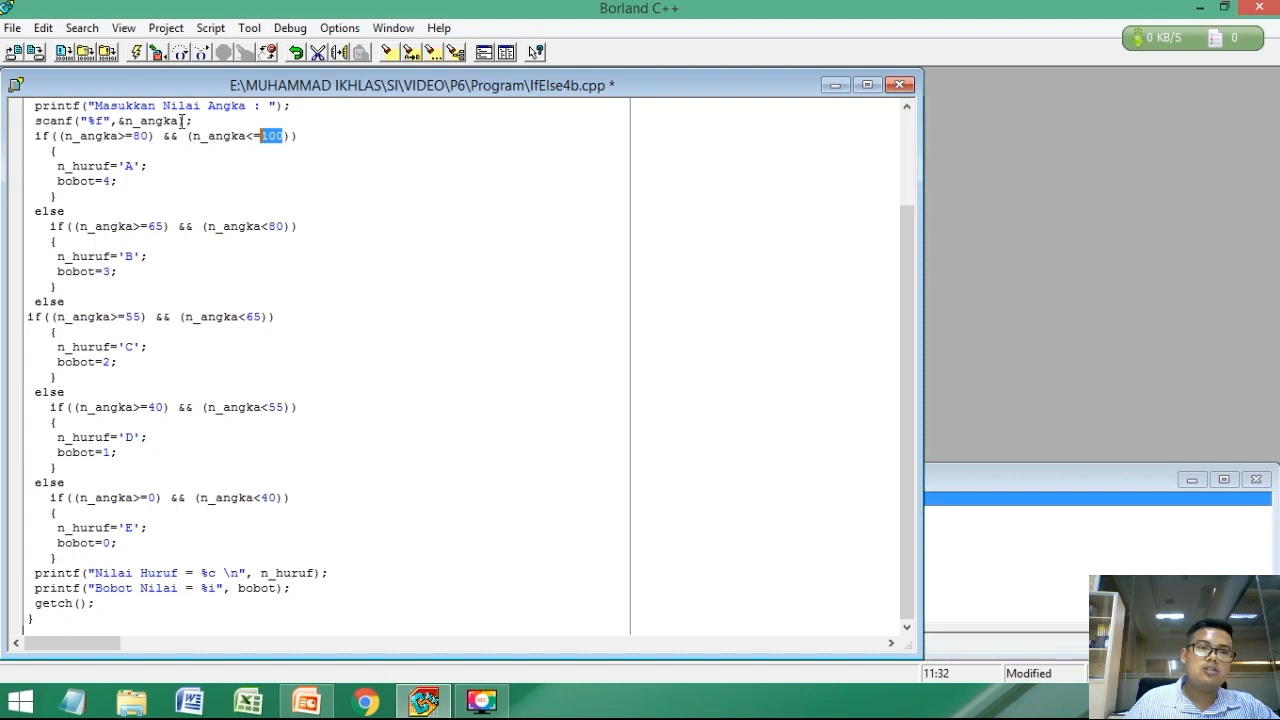 Borland C++
File Edit Search View Project Script Tool Debug Options Window Help
0 KB/S 0
E:\MUHAMMAD IKHLAS\SI\VIDEO\P6\Program\IfElse4b.cpp *
printf("Masukkan Nilai Angka : ");
scanf("%f",&n_angka);
if((n_angka>=80) && (n_angka<=100))
{
n_huruf='A';
bobot=4;
}
else
if((n_angka>=65) && (n_angka<80))
{
n_huruf='B';
bobot=3;
}
else
if((n_angka>=55) && (n_angka<65))
{
n_huruf='C';
bobot=2;
}
else
if((n_angka>=40) && (n_angka<55))
{
n_huruf='D';
bobot=1;
}
else
if((n_angka>=0) && (n_angka<40))
{
n_huruf='E';
bobot=0;
}
printf("Nilai Huruf = %c \n", n_huruf);
printf("Bobot Nilai = %i", bobot);
getch();
}
11:32 Modified